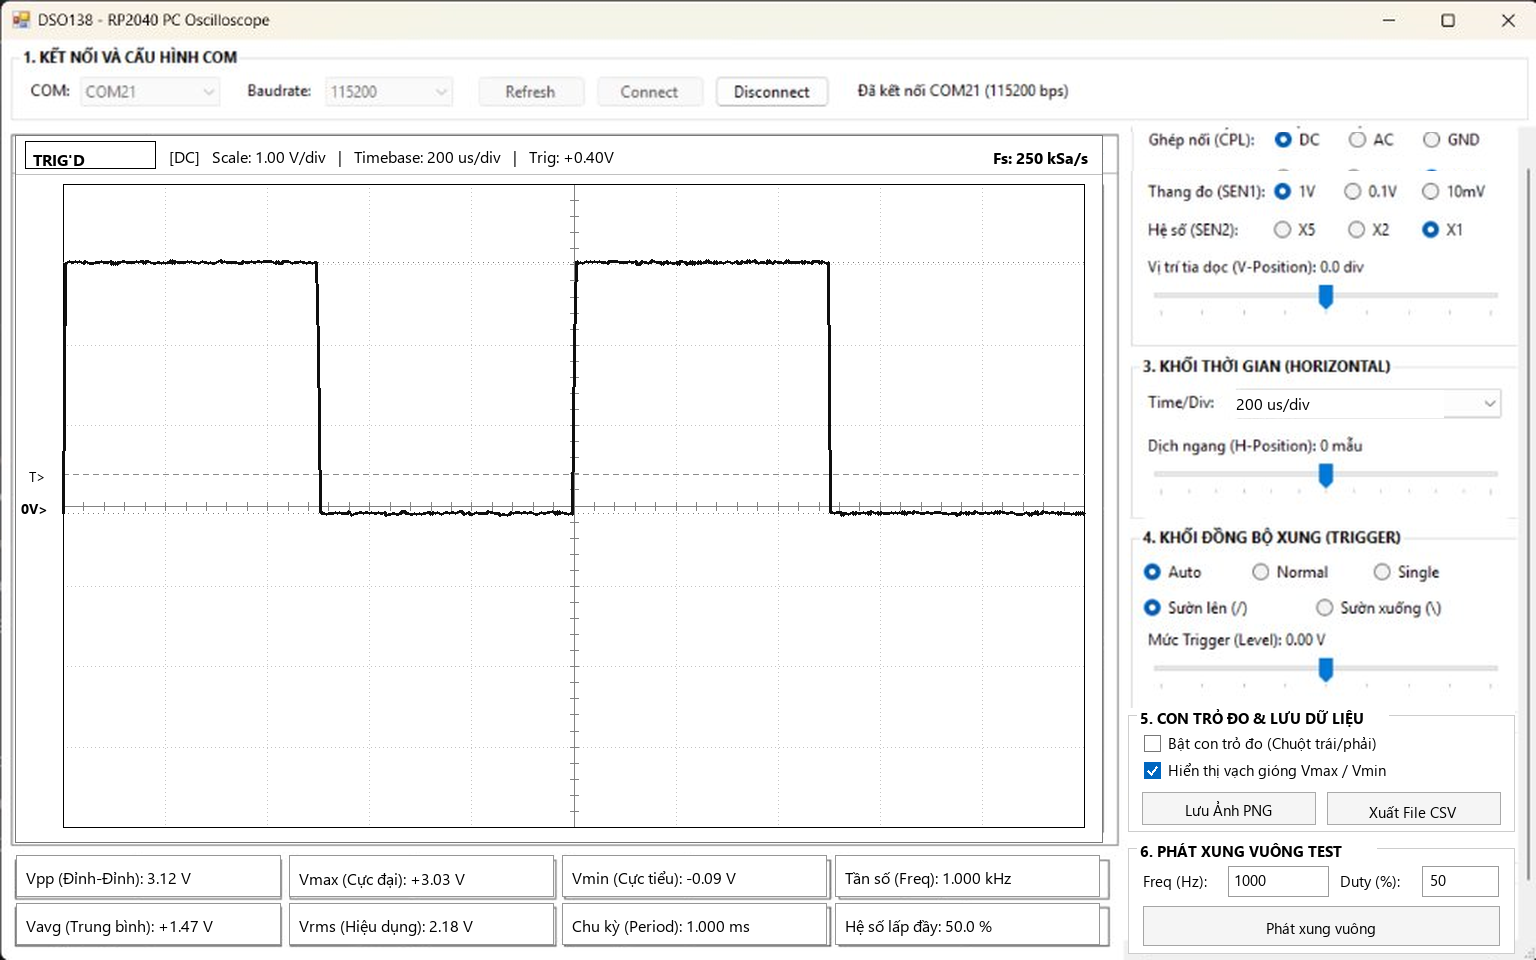 DSO138 - RP2040 PC Oscilloscope
1. KẾT NỐI VÀ CẤU HÌNH COM
COM: COM21 Baudrate: 115200 Refresh Connect Disconnect Đã kết nối COM21 (115200 bps)
TRIG'D [DC] Scale: 1.00 V/div | Timebase: 200 us/div | Trig: +0.40V Fs: 250 kSa/s
T>
0V>
Ghép nối (CPL): DC AC GND
Thang đo (SEN1): 1V 0.1V 10mV
Hệ số (SEN2): X5 X2 X1
Vị trí tia dọc (V-Position): 0.0 div
3. KHỐI THỜI GIAN (HORIZONTAL)
Time/Div: 200 us/div
Dịch ngang (H-Position): 0 mẫu
4. KHỐI ĐỒNG BỘ XUNG (TRIGGER)
Auto Normal Single
Sườn lên (/) Sườn xuống (\)
Mức Trigger (Level): 0.00 V
5. CON TRỎ ĐO & LƯU DỮ LIỆU
Bật con trỏ đo (Chuột trái/phải)
Hiển thị vạch gióng Vmax / Vmin
Lưu Ảnh PNG Xuất File CSV
6. PHÁT XUNG VUÔNG TEST
Freq (Hz): 1000 Duty (%): 50
Phát xung vuông
Vpp (Đỉnh-Đỉnh): 3.12 V Vmax (Cực đại): +3.03 V Vmin (Cực tiểu): -0.09 V Tần số (Freq): 1.000 kHz
Vavg (Trung bình): +1.47 V Vrms (Hiệu dụng): 2.18 V Chu kỳ (Period): 1.000 ms Hệ số lấp đầy: 50.0 %